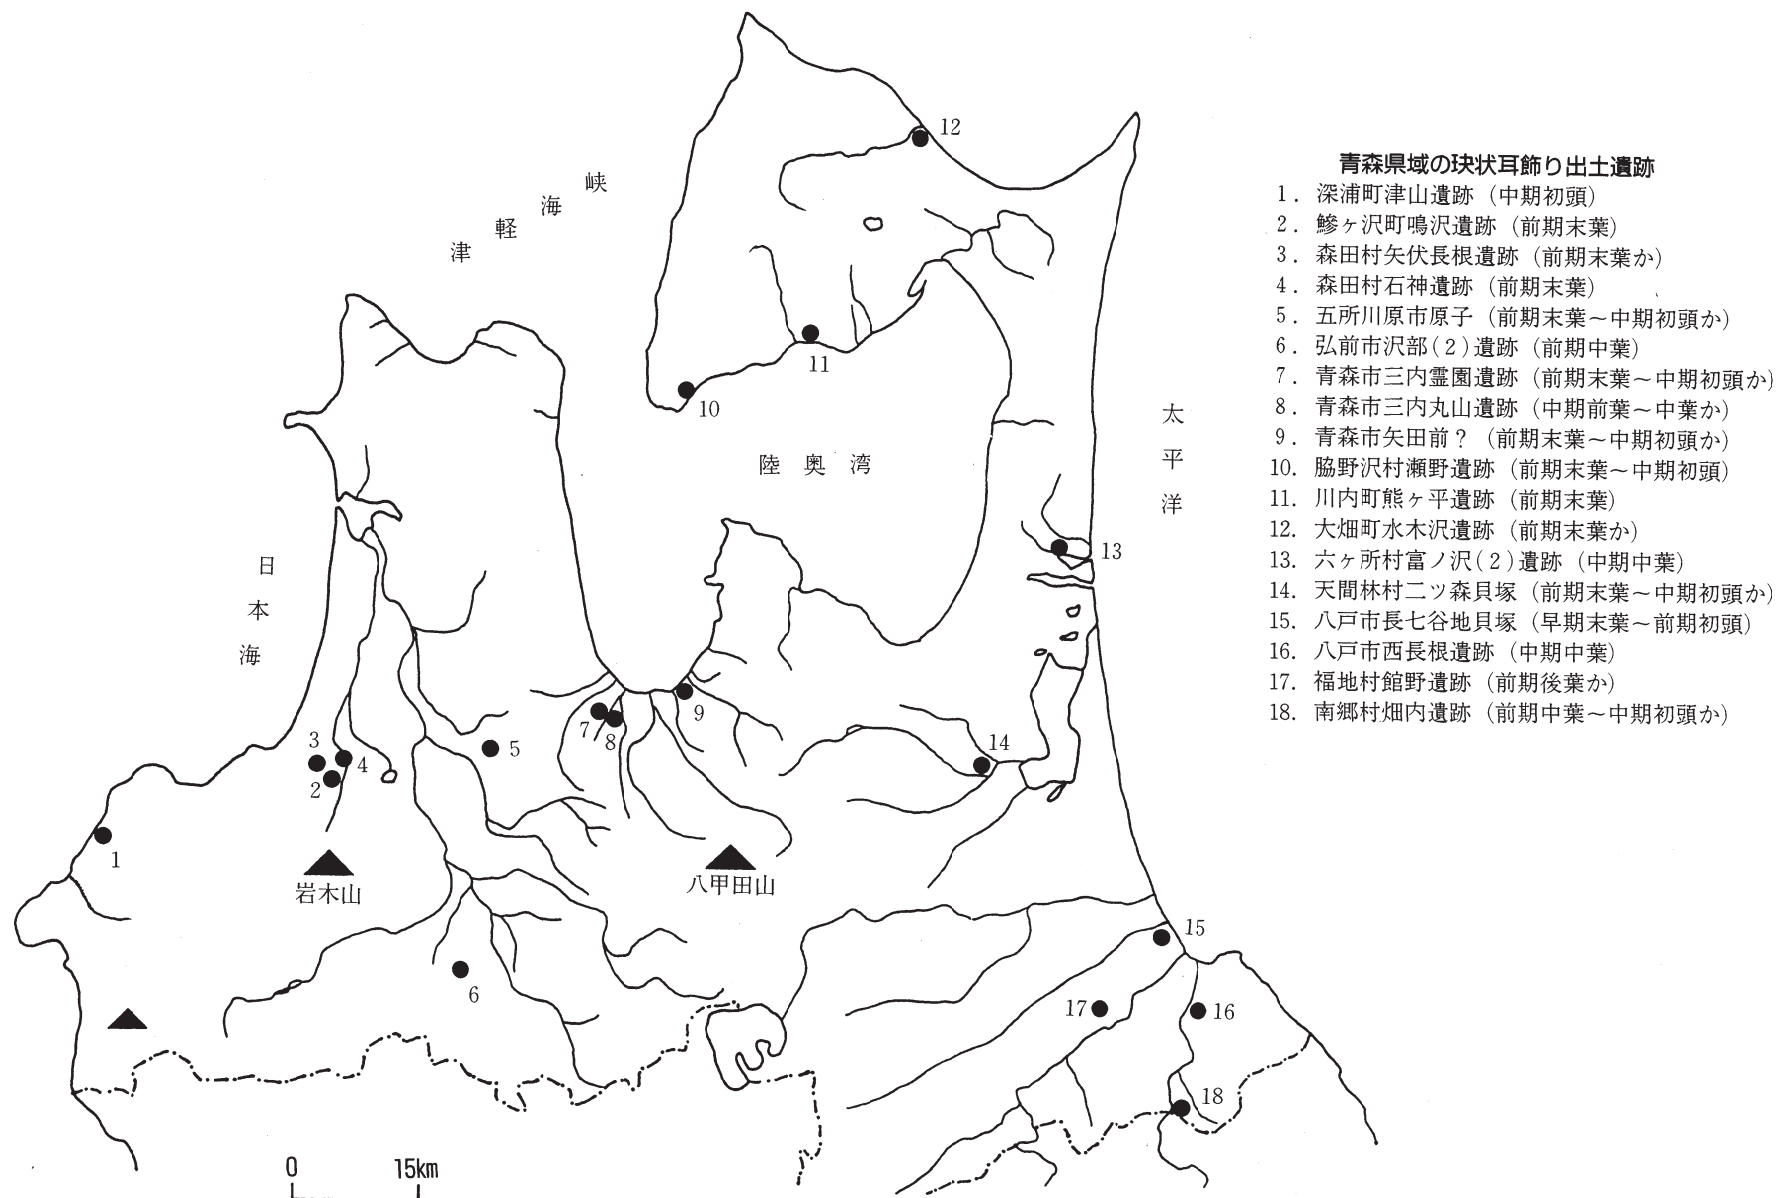 青森県域の玦状耳飾り出土遺跡
1. 深浦町津山遺跡（中期初頭）
2. 鰺ヶ沢町鳴沢遺跡（前期末葉）
3. 森田村矢伏長根遺跡（前期末葉か）
4. 森田村石神遺跡（前期末葉）
5. 五所川原市原子（前期末葉～中期初頭か）
6. 弘前市沢部(2)遺跡（前期中葉）
7. 青森市三内霊園遺跡（前期末葉～中期初頭か）
8. 青森市三内丸山遺跡（中期前葉～中葉か）
9. 青森市矢田前？（前期末葉～中期初頭か）
10. 脇野沢村瀬野遺跡（前期末葉～中期初頭）
11. 川内町熊ヶ平遺跡（前期末葉）
12. 大畑町水木沢遺跡（前期末葉か）
13. 六ヶ所村富ノ沢(2)遺跡（中期中葉）
14. 天間林村二ツ森貝塚（前期末葉～中期初頭か）
15. 八戸市長七谷地貝塚（早期末葉～前期初頭）
16. 八戸市西長根遺跡（中期中葉）
17. 福地村館野遺跡（前期後葉か）
18. 南郷村畑内遺跡（前期中葉～中期初頭か）
津軽海峡
陸奥湾
太平洋
日本海
岩木山
八甲田山
12
11
10
13
9
7
8
5
3
4
2
14
1
15
6
17
16
18
0 15km